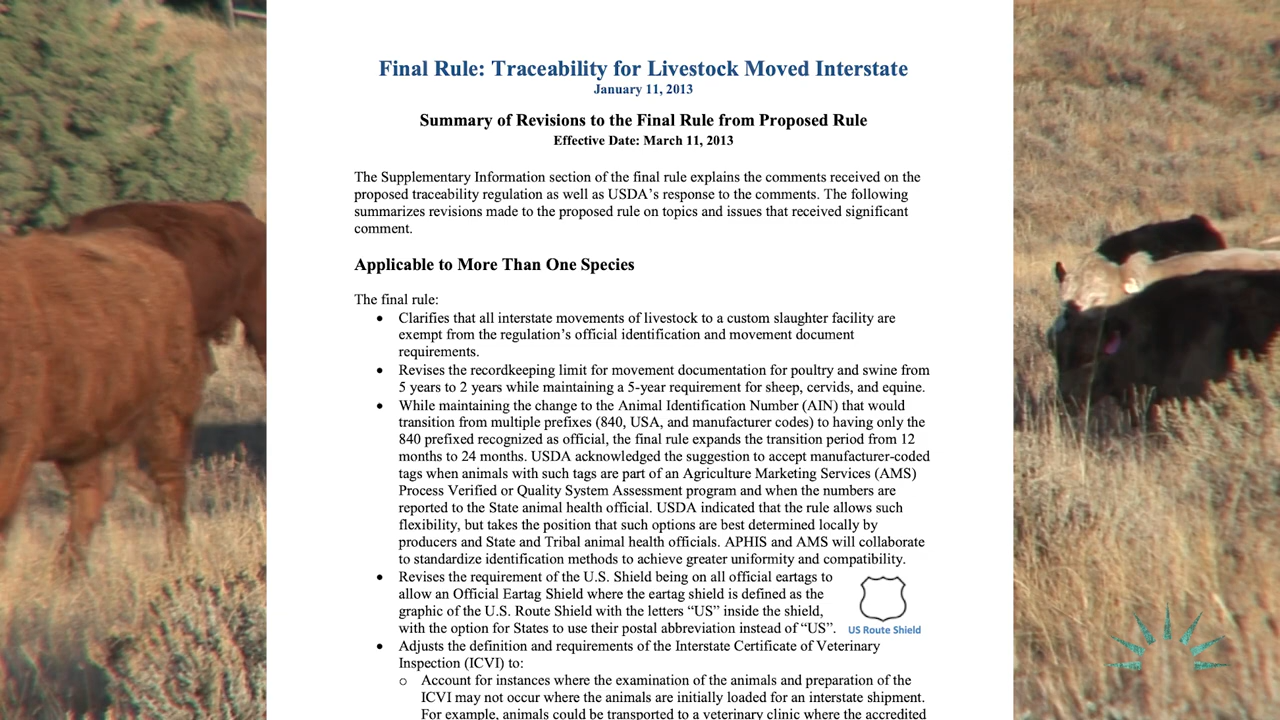 Final Rule: Traceability for Livestock Moved Interstate
January 11, 2013
Summary of Revisions to the Final Rule from Proposed Rule
Effective Date: March 11, 2013
The Supplementary Information section of the final rule explains the comments received on the
proposed traceability regulation as well as USDA's response to the comments. The following
summarizes revisions made to the proposed rule on topics and issues that received significant
comment.
Applicable to More Than One Species
The final rule:
• Clarifies that all interstate movements of livestock to a custom slaughter facility are
exempt from the regulation's official identification and movement document
requirements.
• Revises the recordkeeping limit for movement documentation for poultry and swine from
5 years to 2 years while maintaining a 5-year requirement for sheep, cervids, and equine.
• While maintaining the change to the Animal Identification Number (AIN) that would
transition from multiple prefixes (840, USA, and manufacturer codes) to having only the
840 prefixed recognized as official, the final rule expands the transition period from 12
months to 24 months. USDA acknowledged the suggestion to accept manufacturer-coded
tags when animals with such tags are part of an Agriculture Marketing Services (AMS)
Process Verified or Quality System Assessment program and when the numbers are
reported to the State animal health official. USDA indicated that the rule allows such
flexibility, but takes the position that such options are best determined locally by
producers and State and Tribal animal health officials. APHIS and AMS will collaborate
to standardize identification methods to achieve greater uniformity and compatibility.
• Revises the requirement of the U.S. Shield being on all official eartags to
allow an Official Eartag Shield where the eartag shield is defined as the
graphic of the U.S. Route Shield with the letters “US” inside the shield,
with the option for States to use their postal abbreviation instead of “US”.
US Route Shield
• Adjusts the definition and requirements of the Interstate Certificate of Veterinary
Inspection (ICVI) to:
o Account for instances where the examination of the animals and preparation of the
ICVI may not occur where the animals are initially loaded for an interstate shipment.
For example, animals could be transported to a veterinary clinic where the accredited